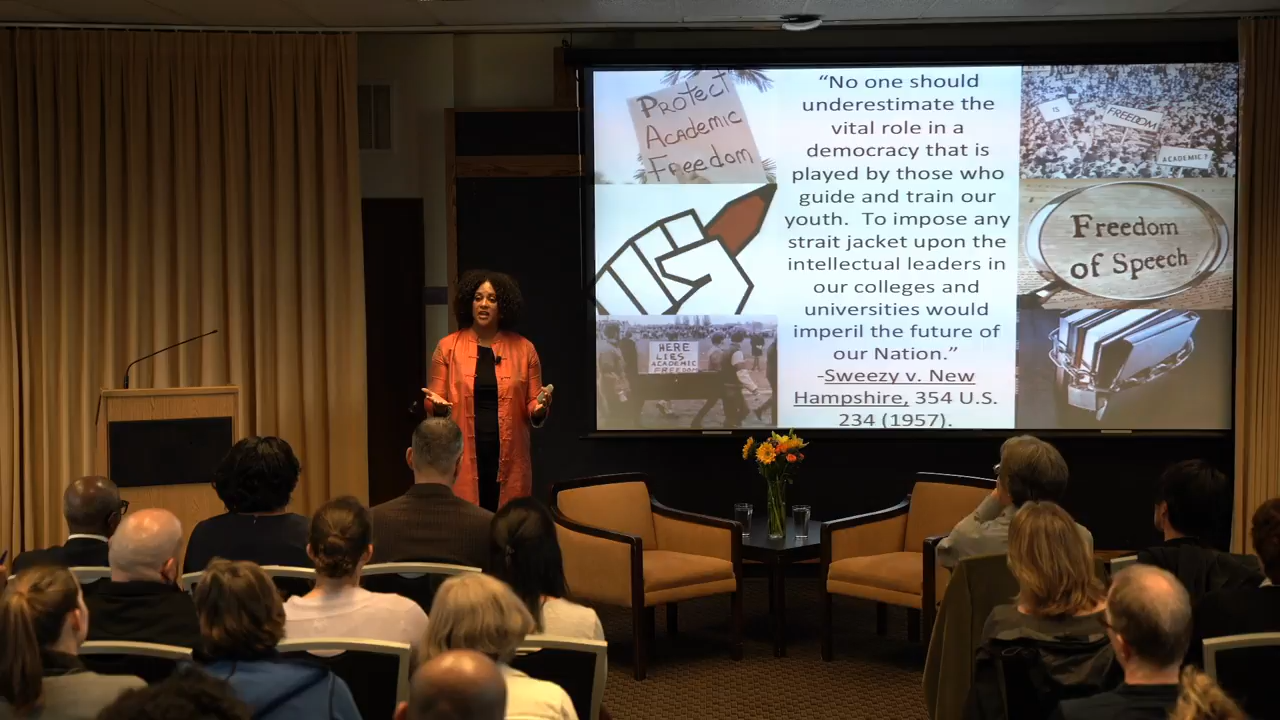 Protect
Academic
Freedom
HERE
LIES
ACADEMIC
FREEDOM
“No one should
underestimate the
vital role in a
democracy that is
played by those who
guide and train our
youth.  To impose any
strait jacket upon the
intellectual leaders in
our colleges and
universities would
imperil the future of
our Nation.”
-Sweezy v. New
Hampshire, 354 U.S.
234 (1957).
IS
FREEDOM
ACADEMIC?
Freedom
of Speech